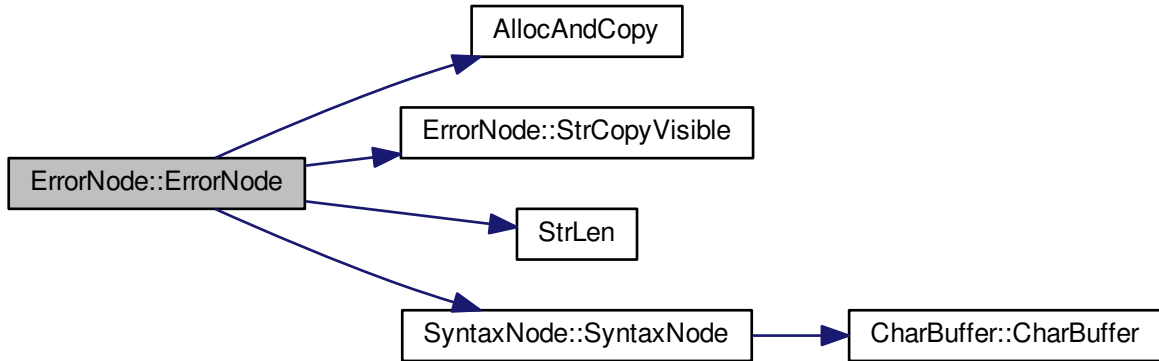 AllocAndCopy
ErrorNode::StrCopyVisible
ErrorNode::ErrorNode
StrLen
SyntaxNode::SyntaxNode
CharBuffer::CharBuffer